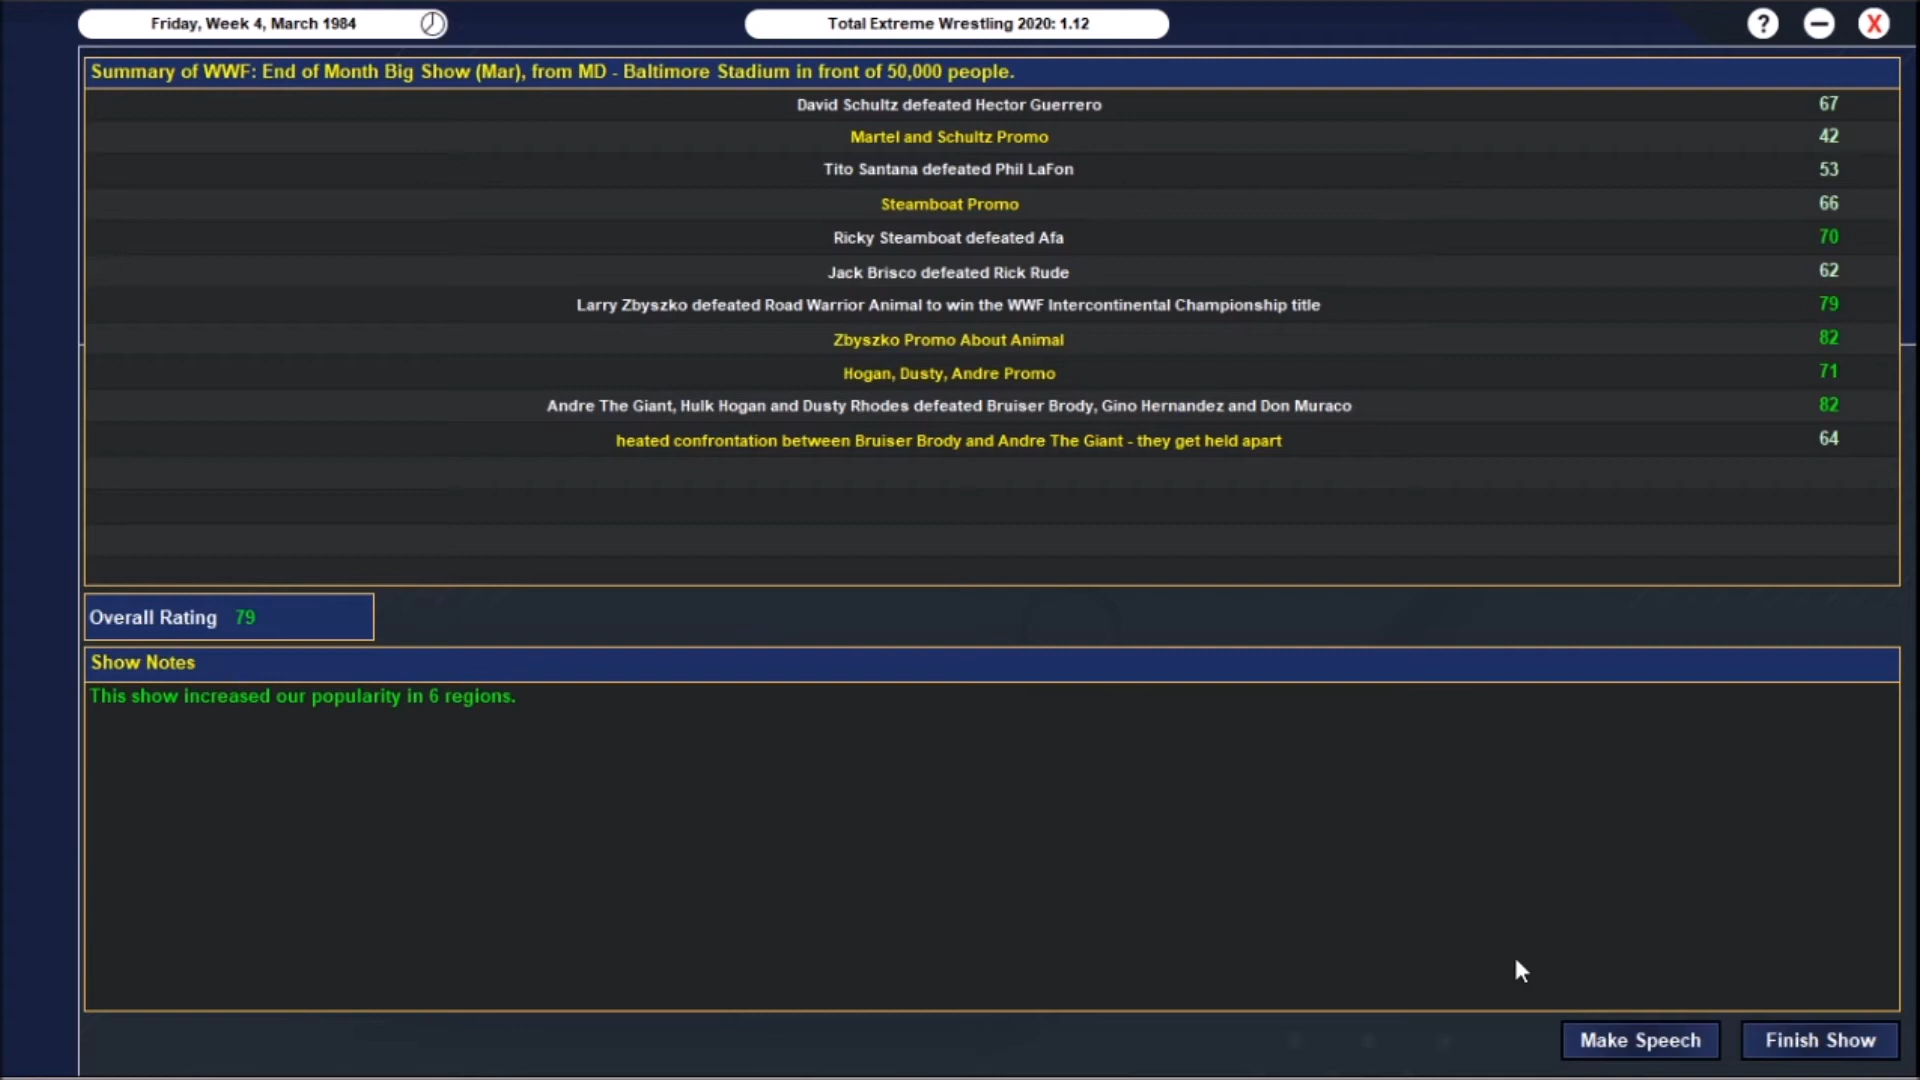 Friday, Week 4, March 1984
Total Extreme Wrestling 2020: 1.12
?
X
Summary of WWF: End of Month Big Show (Mar), from MD - Baltimore Stadium in front of 50,000 people.
David Schultz defeated Hector Guerrero 67
Martel and Schultz Promo 42
Tito Santana defeated Phil LaFon 53
Steamboat Promo 66
Ricky Steamboat defeated Afa 70
Jack Brisco defeated Rick Rude 62
Larry Zbyszko defeated Road Warrior Animal to win the WWF Intercontinental Championship title 79
Zbyszko Promo About Animal 82
Hogan, Dusty, Andre Promo 71
Andre The Giant, Hulk Hogan and Dusty Rhodes defeated Bruiser Brody, Gino Hernandez and Don Muraco 82
heated confrontation between Bruiser Brody and Andre The Giant - they get held apart 64
Overall Rating 79
Show Notes
This show increased our popularity in 6 regions.
Make Speech
Finish Show